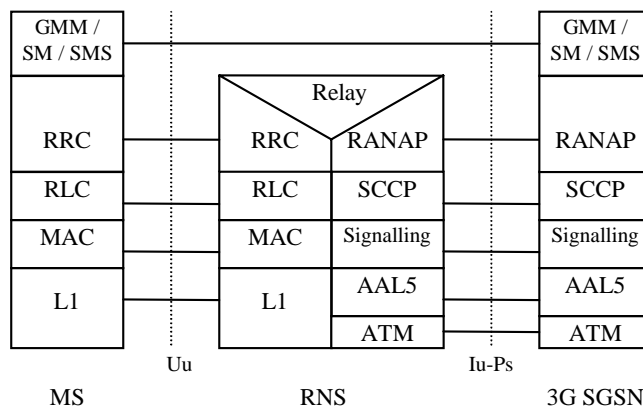 GMM /
SM / SMS
GMM /
SM / SMS
Relay
RRC
RRC
RANAP
RANAP
RLC
RLC
SCCP
SCCP
MAC
MAC
Signalling
Signalling
L1
L1
AAL5
AAL5
ATM
ATM
Uu
Iu-Ps
MS
RNS
3G SGSN